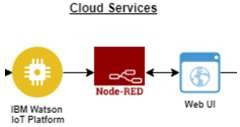 Cloud Services
Node-RED
IBM Watson
IoT Platform
Web UI